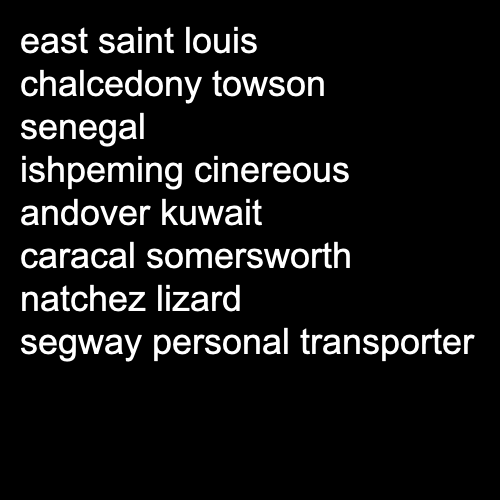 east saint louis
chalcedony towson
senegal
ishpeming cinereous
andover kuwait
caracal somersworth
natchez lizard
segway personal transporter